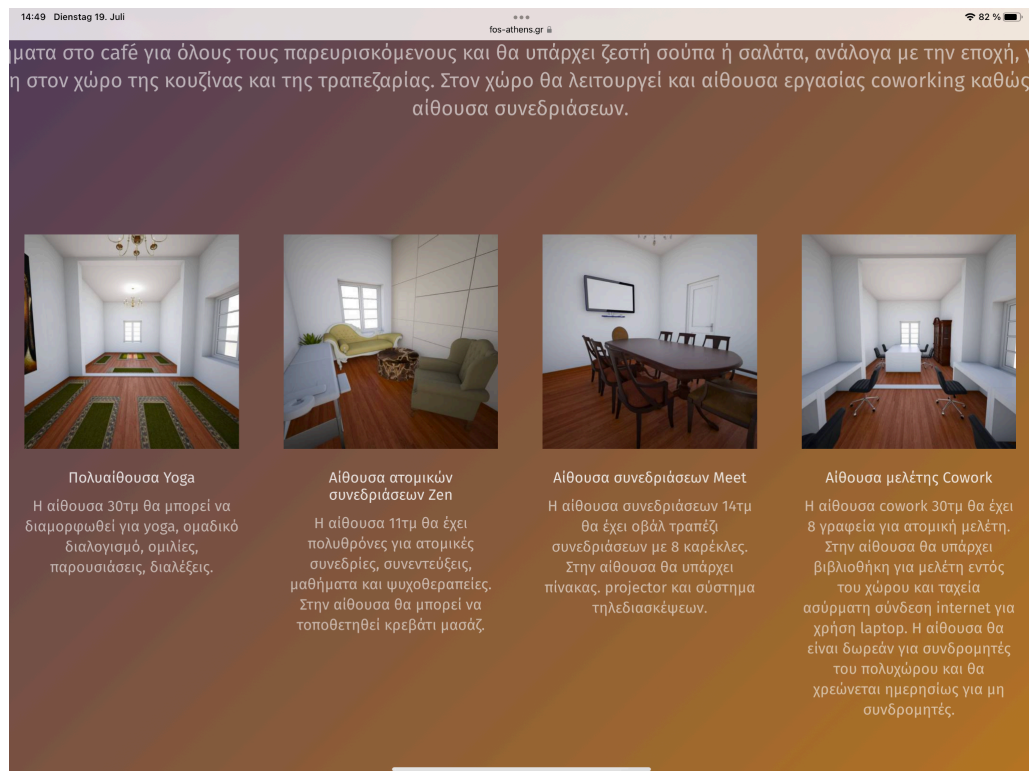 14:49 Dienstag 19. Juli
82 %
fos-athens.gr
ματα στο café για όλους τους παρευρισκόμενους και θα υπάρχει ζεστή σούπα ή σαλάτα, ανάλογα με την εποχή,
η στον χώρο της κουζίνας και της τραπεζαρίας. Στον χώρο θα λειτουργεί και αίθουσα εργασίας coworking καθώς
αίθουσα συνεδριάσεων.
Πολυαίθουσα Yoga
Η αίθουσα 30τμ θα μπορεί να
διαμορφωθεί για yoga, ομαδικό
διαλογισμό, ομιλίες,
παρουσιάσεις, διαλέξεις.
Αίθουσα ατομικών
συνεδριάσεων Zen
Η αίθουσα 11τμ θα έχει
πολυθρόνες για ατομικές
συνεδρίες, συνεντεύξεις,
μαθήματα και ψυχοθεραπείες.
Στην αίθουσα θα μπορεί να
τοποθετηθεί κρεβάτι μασάζ.
Αίθουσα συνεδριάσεων Meet
Η αίθουσα συνεδριάσεων 14τμ
θα έχει οβάλ τραπέζι
συνεδριάσεων με 8 καρέκλες.
Στην αίθουσα θα υπάρχει
πίνακας. projector και σύστημα
τηλεδιασκέψεων.
Αίθουσα μελέτης Cowork
Η αίθουσα cowork 30τμ θα έχει
8 γραφεία για ατομική μελέτη.
Στην αίθουσα θα υπάρχει
βιβλιοθήκη για μελέτη εντός
του χώρου και ταχεία
ασύρματη σύνδεση internet για
χρήση laptop. Η αίθουσα θα
είναι δωρεάν για συνδρομητές
του πολυχώρου και θα
χρεώνεται ημερησίως για μη
συνδρομητές.